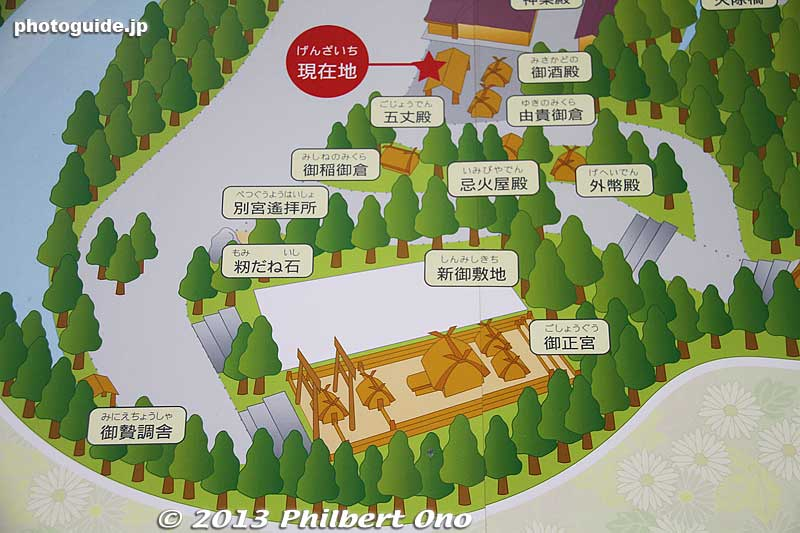 photoguide.jp
神楽殿
火除橋
げんざいち
現在地
みさかどの
御酒殿
ごじょうでん
五丈殿
ゆきのみくら
由貴御倉
みしねのみくら
御稲御倉
いみびやでん
忌火屋殿
げへいでん
外幣殿
べつぐうようはいじょ
別宮遙拝所
もみ いし
籾だね石
しんみしきち
新御敷地
ごしょうぐう
御正宮
みにえちょうしゃ
御贄調舎
© 2013 Philbert Ono